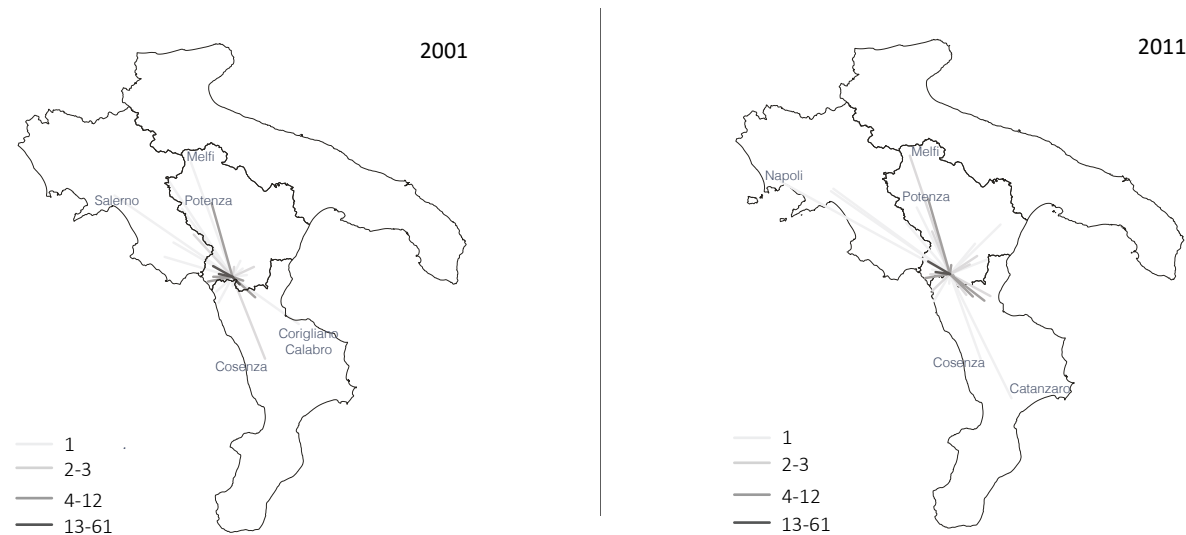 2001
Melfi
Salerno
Potenza
Corigliano
Calabro
Cosenza
1
2-3
4-12
13-61
2011
Melfi
Napoli
Potenza
Cosenza
Catanzaro
1
2-3
4-12
13-61